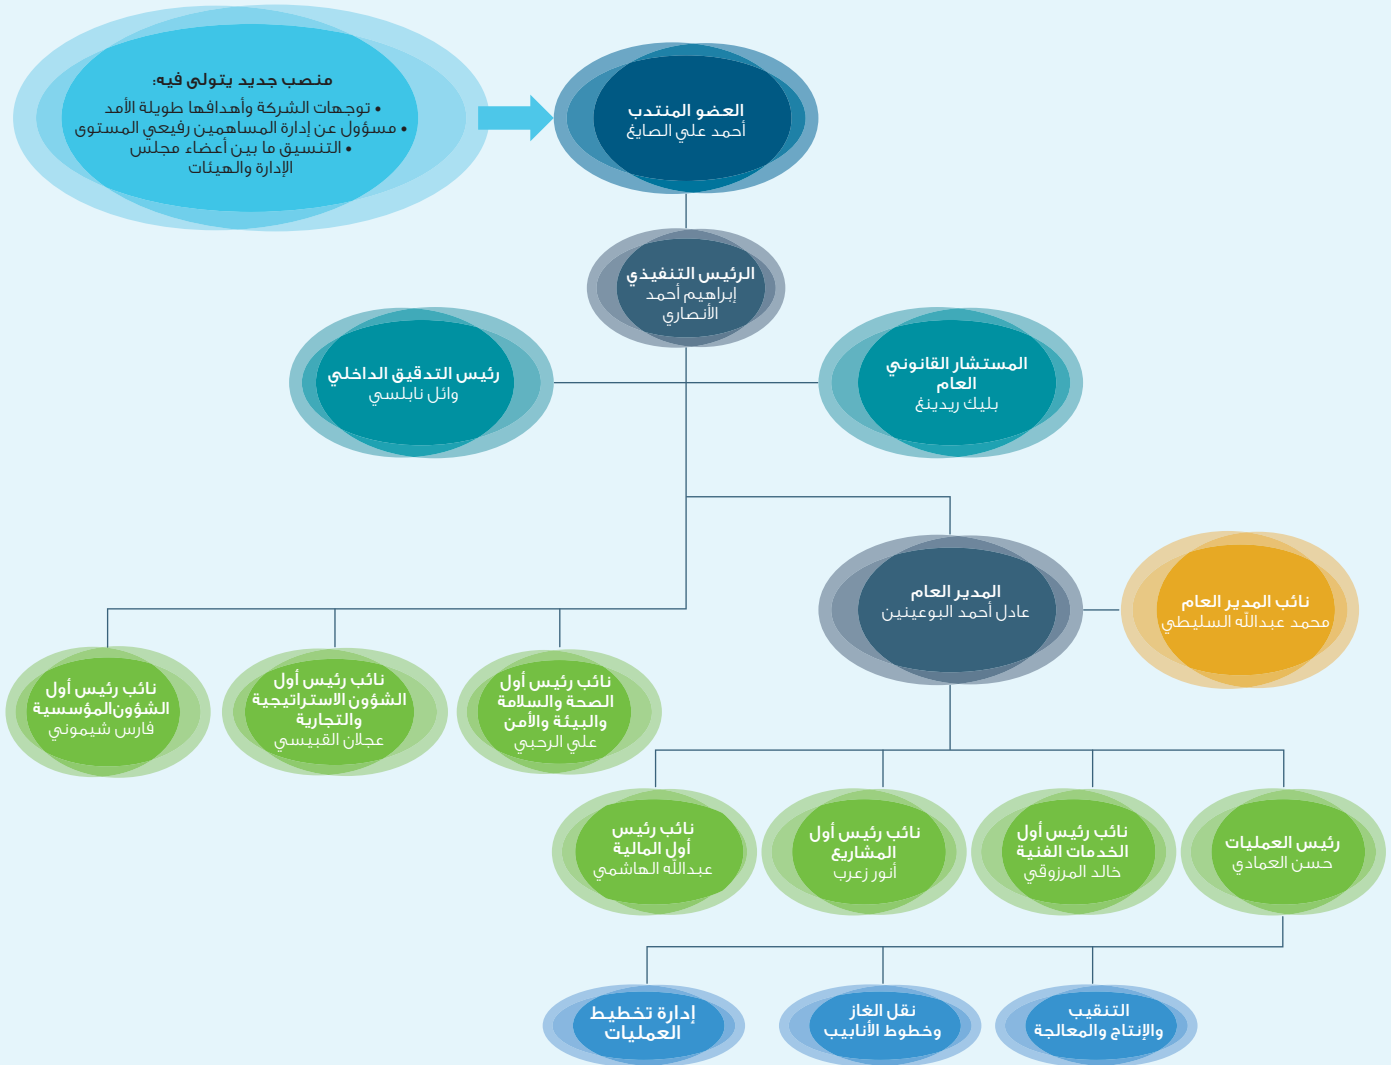 منصب جديد يتولى فيه:
• توجهات الشركة وأهدافها طويلة الأمد
• مسؤول عن إدارة المساهمين رفيعي المستوى
• التنسيق ما بين أعضاء مجلس
الإدارة والهيئات
العضو المنتدب
أحمد علي الصايغ
الرئيس التنفيذي
إبراهيم أحمد
الأنصاري
المستشار القانوني
العام
بليك ريدينغ
رئيس التدقيق الداخلي
وائل نابلسي
نائب المدير العام
محمد عبدالله السليطي
المدير العام
عادل أحمد البوعينين
نائب رئيس أول
الصحة والسلامة
والبيئة والأمن
علي الرحبي
نائب رئيس أول
الشؤون الاستراتيجية
والتجارية
عجلان القبيسي
نائب رئيس أول
الشؤون المؤسسية
فارس شيموني
رئيس العمليات
حسن العمادي
نائب رئيس أول
الخدمات الفنية
خالد المرزوقي
نائب رئيس أول
المشاريع
أنور زعرب
نائب رئيس
أول المالية
عبدالله الهاشمي
التنقيب
والإنتاج والمعالجة
نقل الغاز
وخطوط الأنابيب
إدارة تخطيط
العمليات